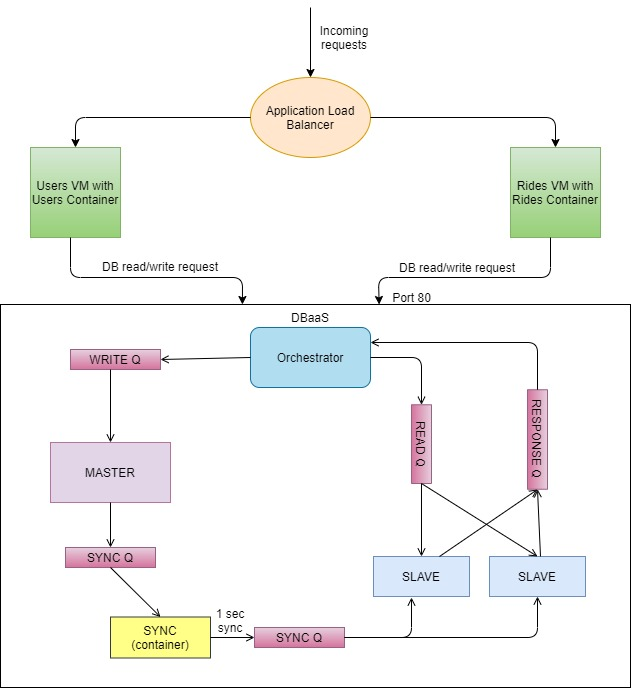 Incoming
requests
Application Load
Balancer
Users VM with
Users Container
Rides VM with
Rides Container
DB read/write request
DB read/write request
Port 80
DBaaS
Orchestrator
WRITE Q
READ Q
RESPONSE Q
MASTER
SYNC Q
SLAVE
SLAVE
1 sec
sync
SYNC
(container)
SYNC Q